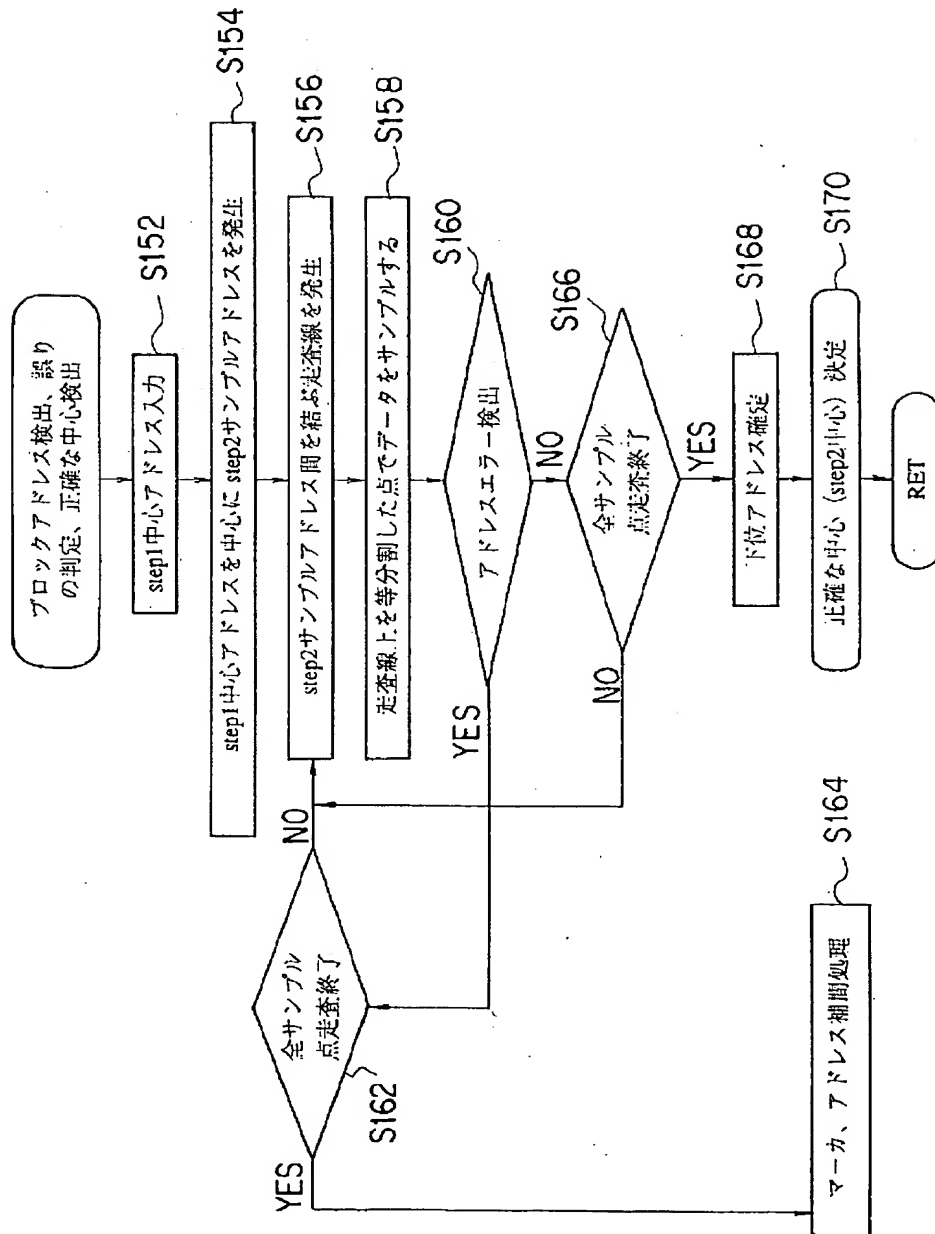 ブロックアドレス検出、誤り
の判定、正確な中心検出
step1中心アドレス入力
S152
step1中心アドレスを中心に step2サンプルアドレスを発生
S154
step2サンプルアドレス間を結ぶ走査線を発生
S156
走査線上を等分割した点でデータをサンプルする
S158
アドレスエラー検出
S160
YES
NO
全サンプル
点走査終了
S162
NO
YES
マーカ、アドレス補間処理
S164
全サンプル
点走査終了
S166
NO
YES
下位アドレス確定
S168
正確な中心（step2中心）決定
S170
RET